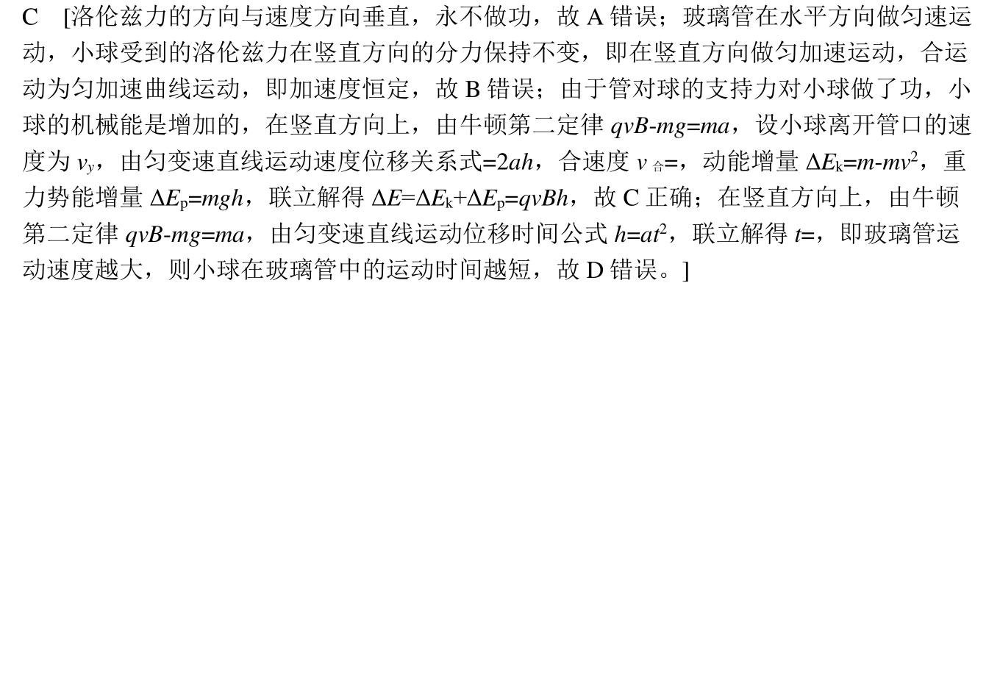 C [洛伦兹力的方向与速度方向垂直，永不做功，故 A 错误；玻璃管在水平方向做匀速运
动，小球受到的洛伦兹力在竖直方向的分力保持不变，即在竖直方向做匀加速运动，合运
动为匀加速曲线运动，即加速度恒定，故 B 错误；由于管对球的支持力对小球做了功，小
球的机械能是增加的，在竖直方向上，由牛顿第二定律 qvB-mg=ma，设小球离开管口的速
度为 v_y，由匀变速直线运动速度位移关系式=2ah，合速度 v 合=，动能增量 ΔE_k=m-mv²，重
力势能增量 ΔE_p=mgh，联立解得 ΔE=ΔE_k+ΔE_p=qvBh，故 C 正确；在竖直方向上，由牛顿
第二定律 qvB-mg=ma，由匀变速直线运动位移时间公式 h=at²，联立解得 t=，即玻璃管运
动速度越大，则小球在玻璃管中的运动时间越短，故 D 错误。]